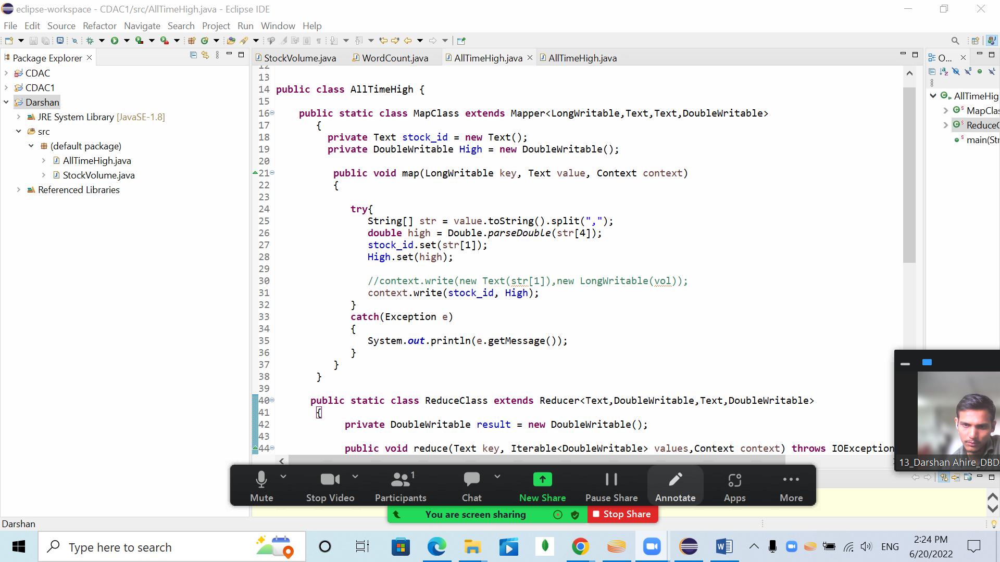 eclipse-workspace - CDAC1/src/AllTimeHigh.java - Eclipse IDE
File Edit Source Refactor Navigate Search Project Run Window Help
Package Explorer
CDAC
CDAC1
Darshan
JRE System Library [JavaSE-1.8]
src
(default package)
AllTimeHigh.java
StockVolume.java
Referenced Libraries
StockVolume.java WordCount.java AllTimeHigh.java AllTimeHigh.java
12
13
14 public class AllTimeHigh {
15
16 public static class MapClass extends Mapper<LongWritable,Text,Text,DoubleWritable>
17 {
18 private Text stock_id = new Text();
19 private DoubleWritable High = new DoubleWritable();
20
21 public void map(LongWritable key, Text value, Context context)
22 {
23
24 try{
25 String[] str = value.toString().split(",");
26 double high = Double.parseDouble(str[4]);
27 stock_id.set(str[1]);
28 High.set(high);
29
30 //context.write(new Text(str[1]),new LongWritable(vol));
31 context.write(stock_id, High);
32 }
33 catch(Exception e)
34 {
35 System.out.println(e.getMessage());
36 }
37 }
38 }
39
40 public static class ReduceClass extends Reducer<Text,DoubleWritable,Text,DoubleWritable>
41 {
42 private DoubleWritable result = new DoubleWritable();
43
44 public void reduce(Text key, Iterable<DoubleWritable> values,Context context) throws IOException
O...
AllTimeHig
MapClas
ReduceC
main(Str
13_Darshan Ahire_DBD
Mute Stop Video Participants 1 Chat New Share Pause Share Annotate Apps More
You are screen sharing Stop Share
Darshan
Type here to search
ENG
2:24 PM
6/20/2022